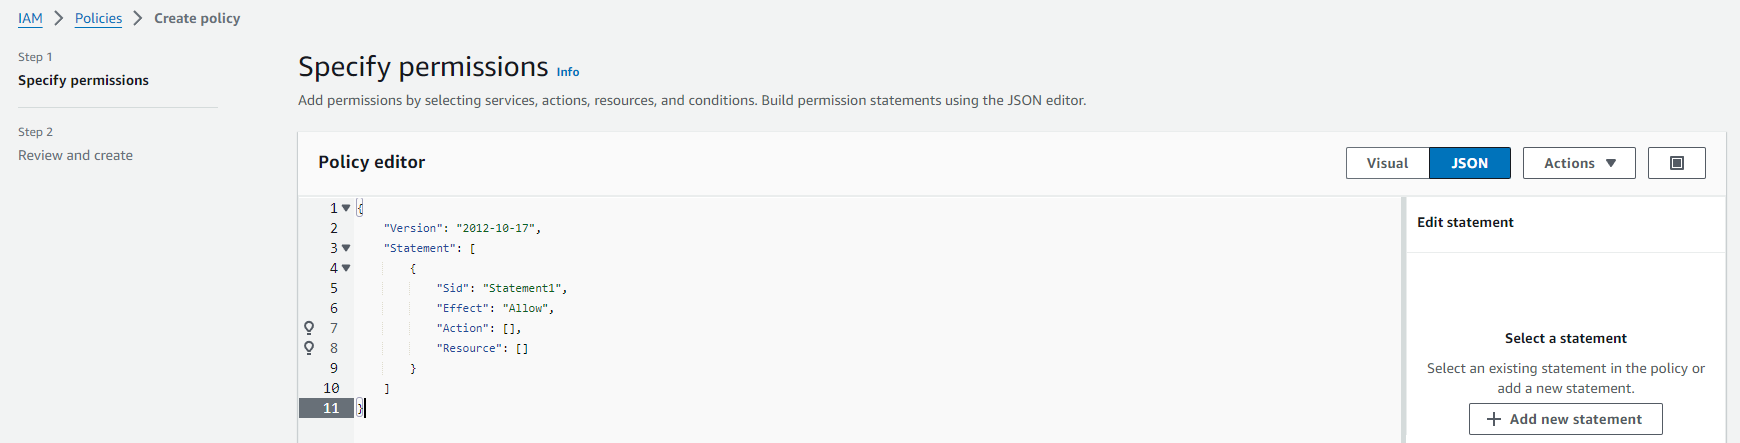 IAM > Policies > Create policy
Step 1
Specify permissions
Step 2
Review and create
Specify permissions Info
Add permissions by selecting services, actions, resources, and conditions. Build permission statements using the JSON editor.
Policy editor
Visual JSON Actions ▼
1 ▼ {
2 "Version": "2012-10-17",
3 ▼ "Statement": [
4 ▼ {
5 "Sid": "Statement1",
6 "Effect": "Allow",
7 "Action": [],
8 "Resource": []
9 }
10 ]
11 }
Edit statement
Select a statement
Select an existing statement in the policy or
add a new statement.
+ Add new statement